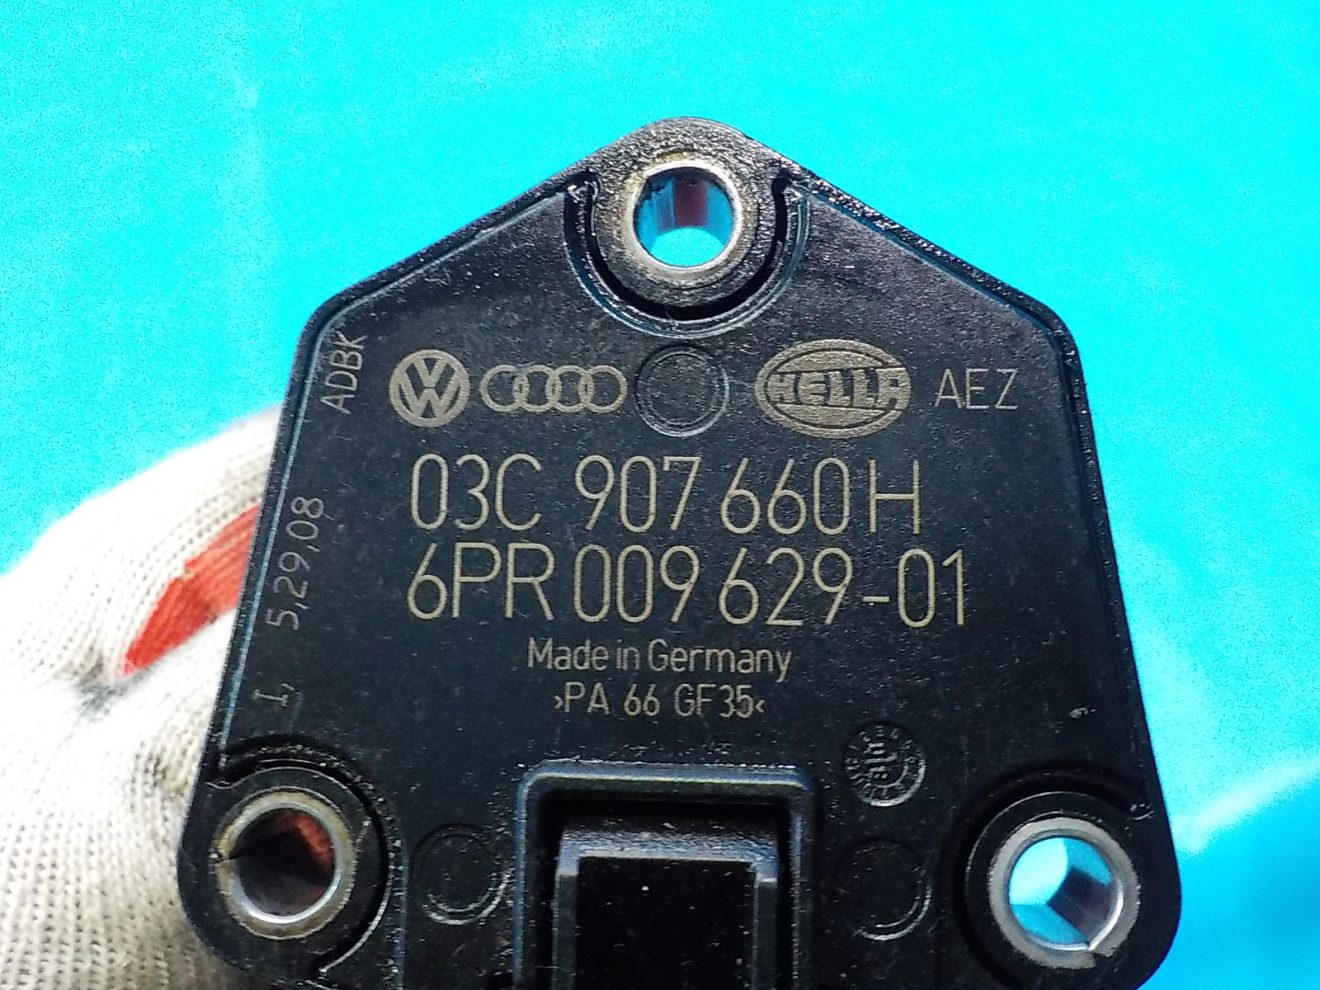 ADBK
HELLA AEZ
03C 907 660 H
6PR 009 629-01
Made in Germany
›PA 66 GF35‹
I, 5,29,08